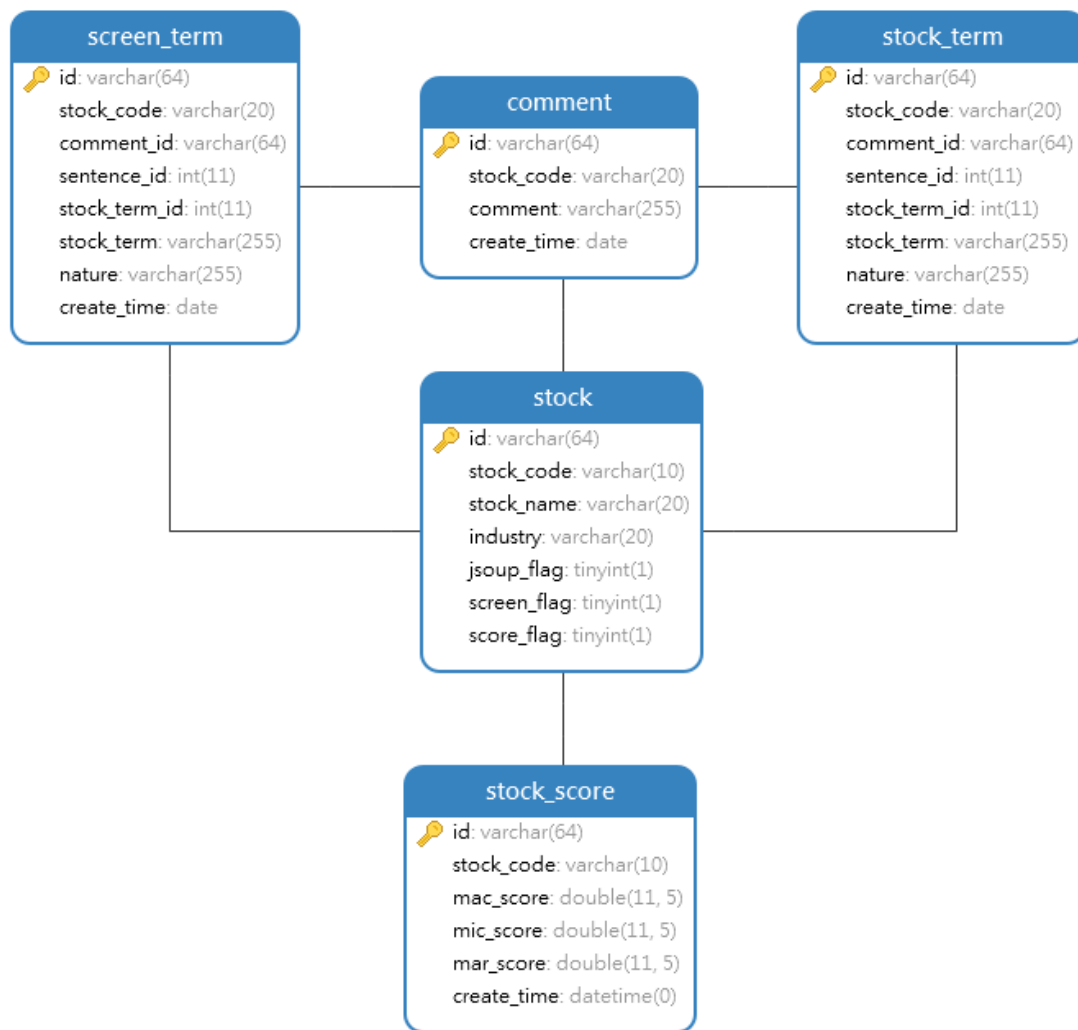 screen_term
id: varchar(64)
stock_code: varchar(20)
comment_id: varchar(64)
sentence_id: int(11)
stock_term_id: int(11)
stock_term: varchar(255)
nature: varchar(255)
create_time: date
comment
id: varchar(64)
stock_code: varchar(20)
comment: varchar(255)
create_time: date
stock_term
id: varchar(64)
stock_code: varchar(20)
comment_id: varchar(64)
sentence_id: int(11)
stock_term_id: int(11)
stock_term: varchar(255)
nature: varchar(255)
create_time: date
stock
id: varchar(64)
stock_code: varchar(10)
stock_name: varchar(20)
industry: varchar(20)
jsoup_flag: tinyint(1)
screen_flag: tinyint(1)
score_flag: tinyint(1)
stock_score
id: varchar(64)
stock_code: varchar(10)
mac_score: double(11, 5)
mic_score: double(11, 5)
mar_score: double(11, 5)
create_time: datetime(0)